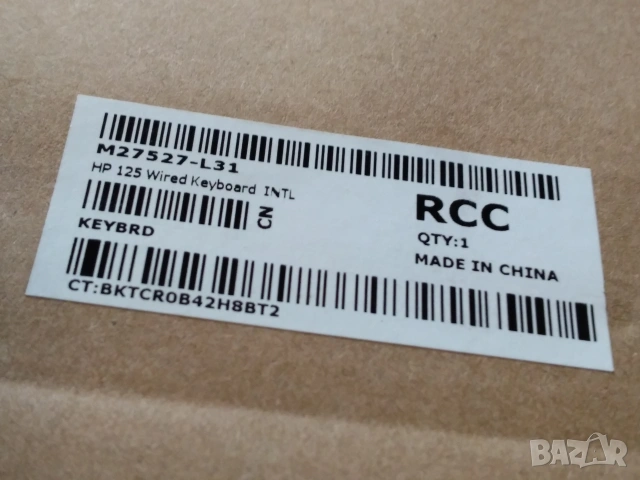 M27527-L31
HP 125 Wired Keyboard INTL
CN
KEYBRD
RCC
QTY:1
MADE IN CHINA
CT:BKTCR0B42H8BT2
BAZAR